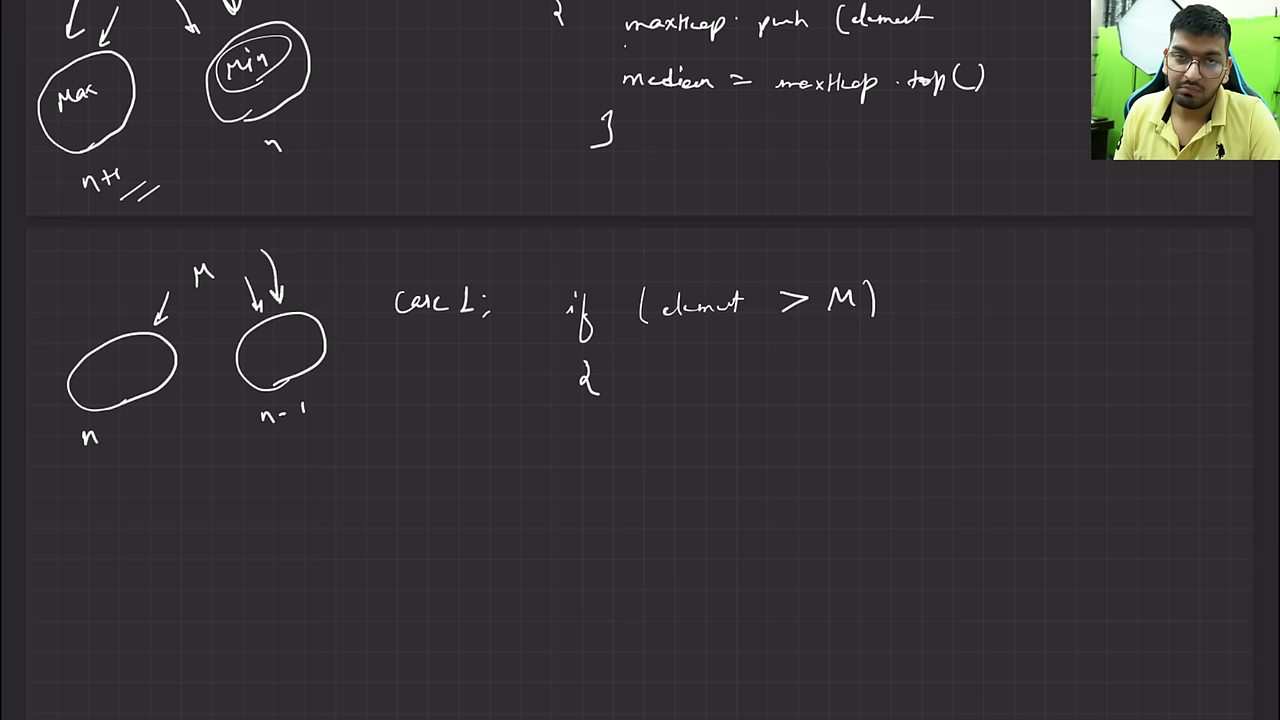 {
maxHeap. push (element
median = maxHeap . top()
}
Max
Min
n
n+1
M
n
n-1
Case 1: if (element > M)
{